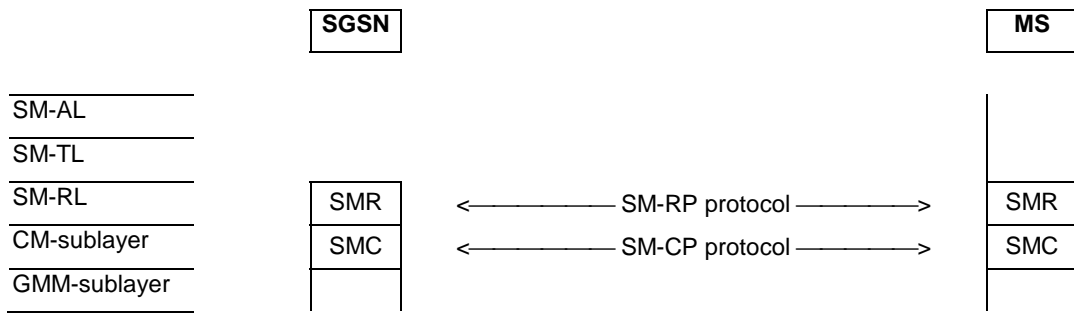 SGSN MS
SM-AL
SM-TL
SM-RL SMR <———— SM-RP protocol ————> SMR
CM-sublayer SMC <———— SM-CP protocol ————> SMC
GMM-sublayer